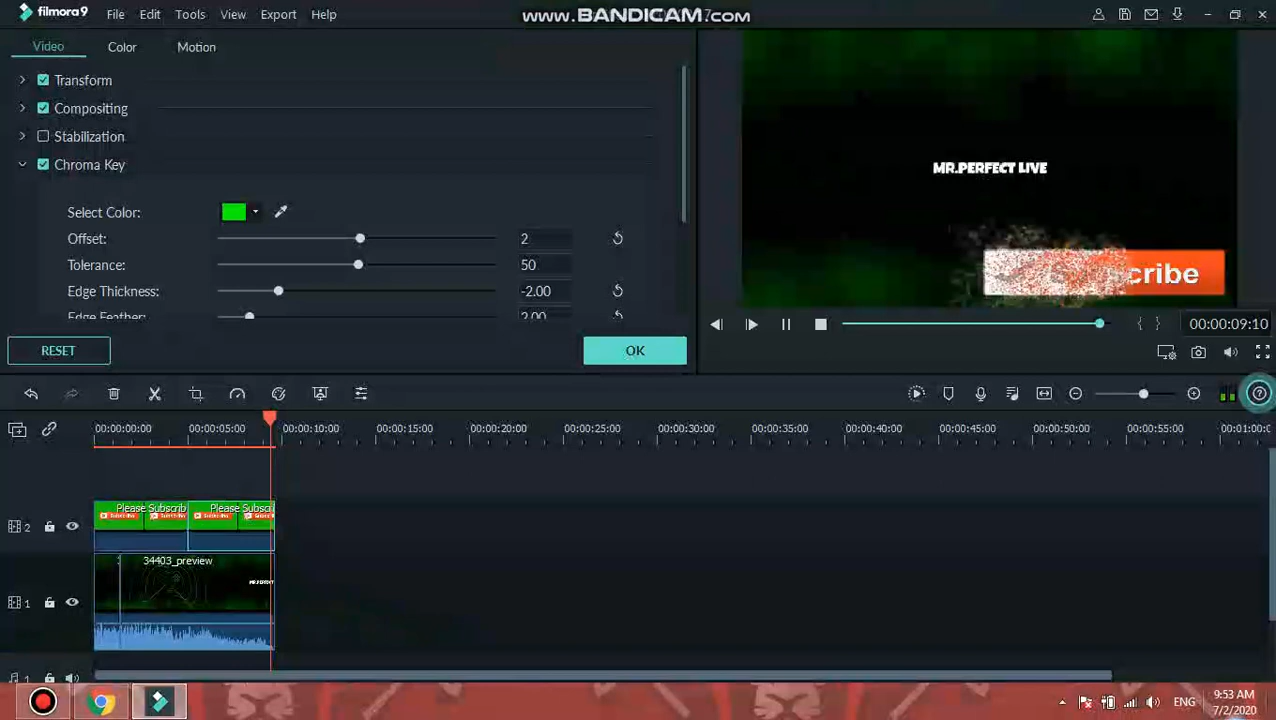 filmora9 File Edit Tools View Export Help
www.BANDICAM.com
Video Color Motion
Transform
Compositing
Stabilization
Chroma Key
Select Color:
Offset: 2
Tolerance: 50
Edge Thickness: -2.00
Edge Feather: 2.00
RESET OK
MR.PERFECT LIVE
cribe
00:00:09:10
00:00:00:00 00:00:05:00 00:00:10:00 00:00:15:00 00:00:20:00 00:00:25:00 00:00:30:00 00:00:35:00 00:00:40:00 00:00:45:00 00:00:50:00 00:00:55:00 00:01:00:0
2 Please Subscrib Please Subscri
34403_preview
1
1
ENG
9:53 AM
7/2/2020